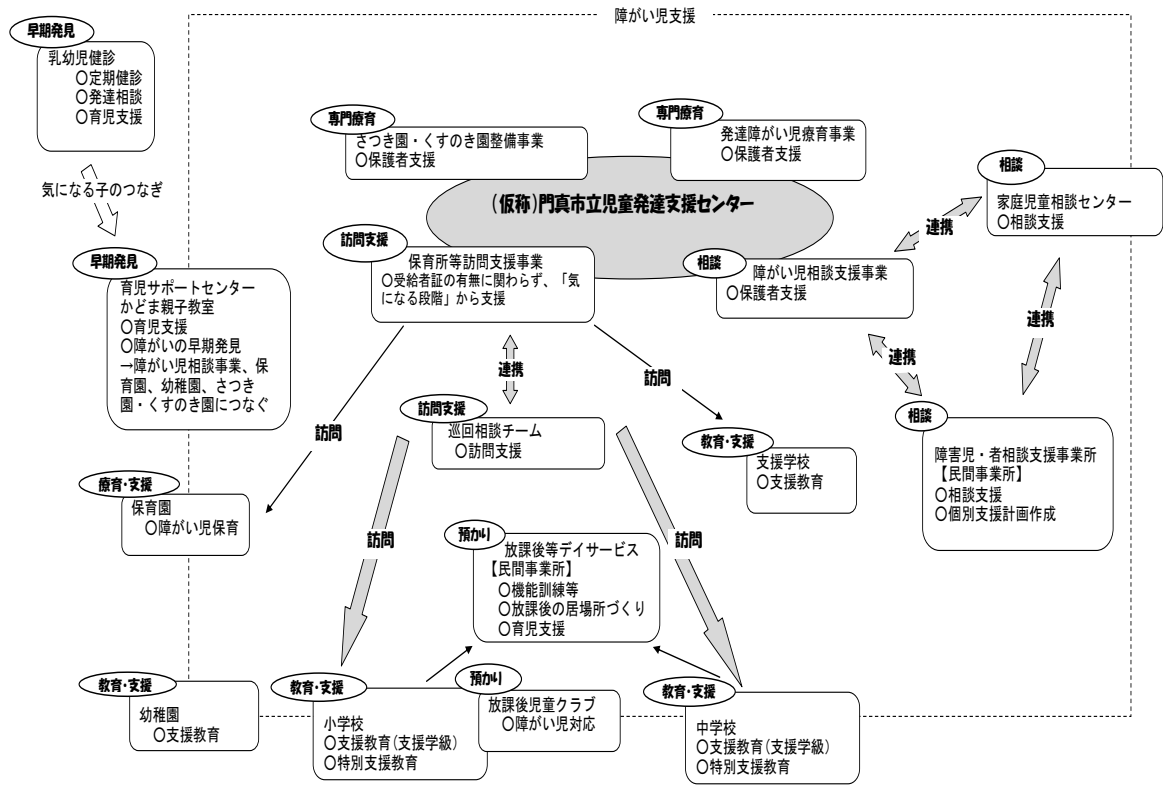 障がい児支援
早期発見
乳幼児健診
○定期健診
○発達相談
○育児支援
気になる子のつなぎ
専門療育
さつき園・くすのき園整備事業
○保護者支援
専門療育
発達障がい児療育事業
○保護者支援
(仮称)門真市立児童発達支援センター
相談
家庭児童相談センター
○相談支援
連携
訪問支援
保育所等訪問支援事業
○受給者証の有無に関わらず、「気
になる段階」から支援
相談
障がい児相談支援事業
○保護者支援
早期発見
育児サポートセンター
かどま親子教室
○育児支援
○障がいの早期発見
→障がい児相談事業、保
育園、幼稚園、さつき
園・くすのき園につなぐ
連携
連携
連携
訪問
訪問
訪問支援
巡回相談チーム
○訪問支援
教育・支援
支援学校
○支援教育
相談
障害児・者相談支援事業所
【民間事業所】
○相談支援
○個別支援計画作成
療育・支援
保育園
○障がい児保育
訪問
訪問
預かり
放課後等デイサービス
【民間事業所】
○機能訓練等
○放課後の居場所づくり
○育児支援
教育・支援
幼稚園
○支援教育
教育・支援
小学校
○支援教育(支援学級)
○特別支援教育
預かり
放課後児童クラブ
○障がい児対応
教育・支援
中学校
○支援教育(支援学級)
○特別支援教育